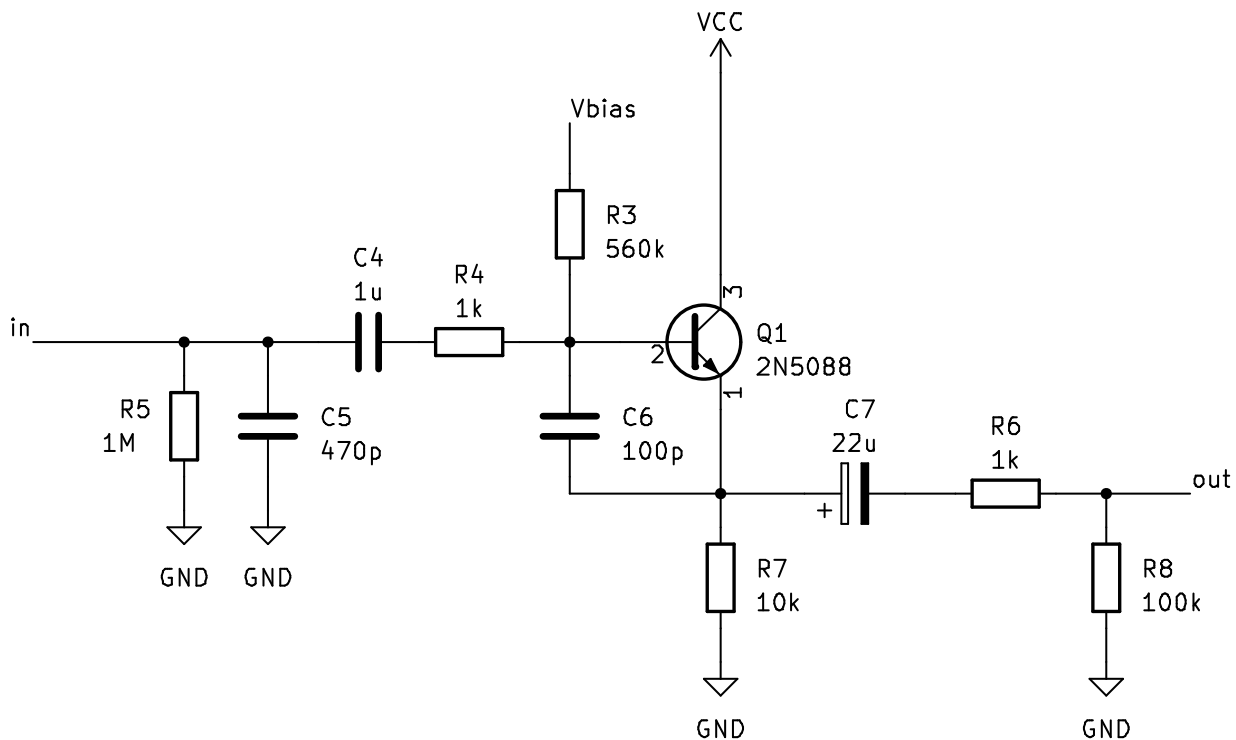 VCC
Vbias
R3
560k
C4
1u
R4
1k
in
3
Q1
2N5088
2
1
R5
1M
C5
470p
C6
100p
C7
22u
+
R6
1k
out
GND
GND
R7
10k
R8
100k
GND
GND